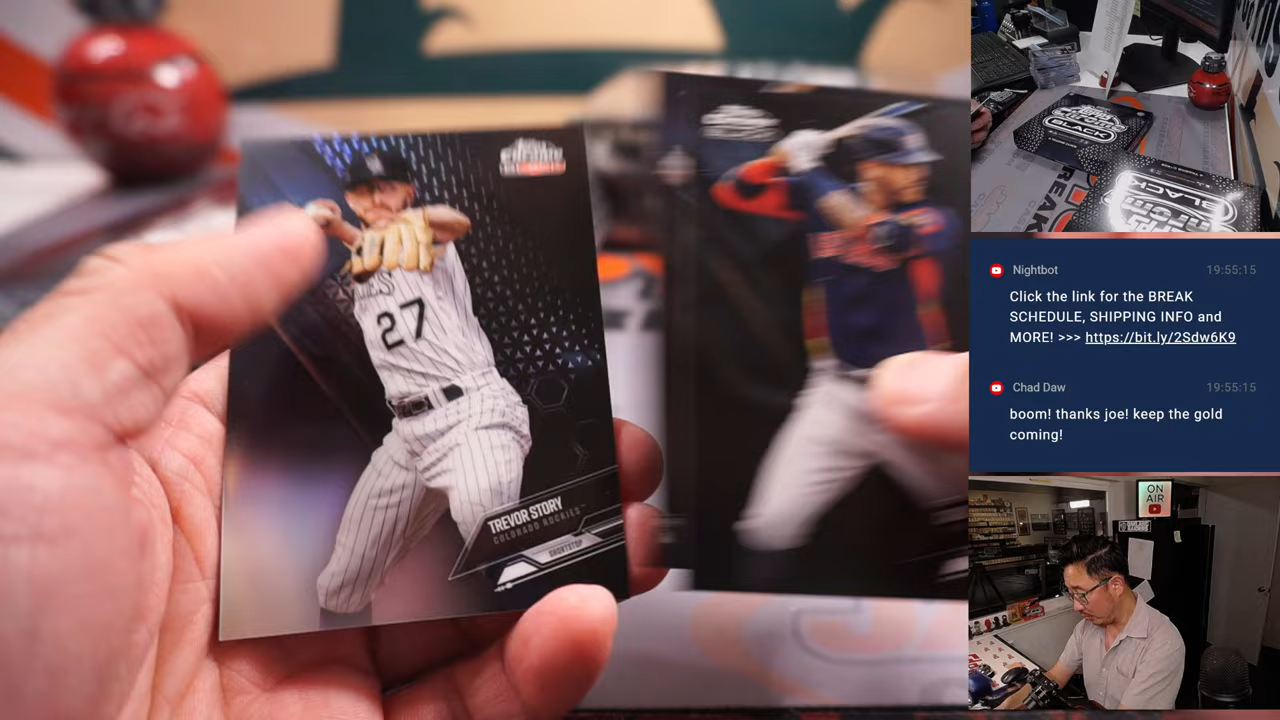 27
TREVOR STORY
COLORADO ROCKIES™
SHORTSTOP
BLACK
BLACK
Nightbot
19:55:15
Click the link for the BREAK
SCHEDULE, SHIPPING INFO and
MORE! >>> https://bit.ly/2Sdw6K9
Chad Daw
19:55:15
boom! thanks joe! keep the gold
coming!
ON
AIR